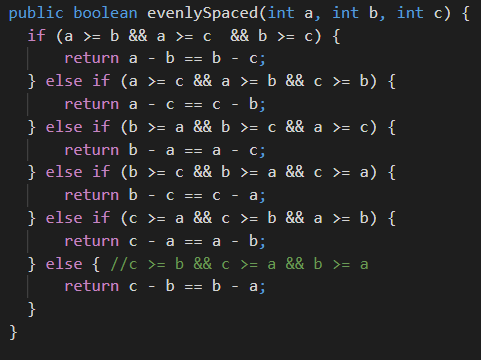 public boolean evenlySpaced(int a, int b, int c) {
  if (a >= b && a >= c  && b >= c) {
      return a - b == b - c;
  } else if (a >= c && a >= b && c >= b) {
      return a - c == c - b;
  } else if (b >= a && b >= c && a >= c) {
      return b - a == a - c;
  } else if (b >= c && b >= a && c >= a) {
      return b - c == c - a;
  } else if (c >= a && c >= b && a >= b) {
      return c - a == a - b;
  } else { //c >= b && c >= a && b >= a
      return c - b == b - a;
  }
}